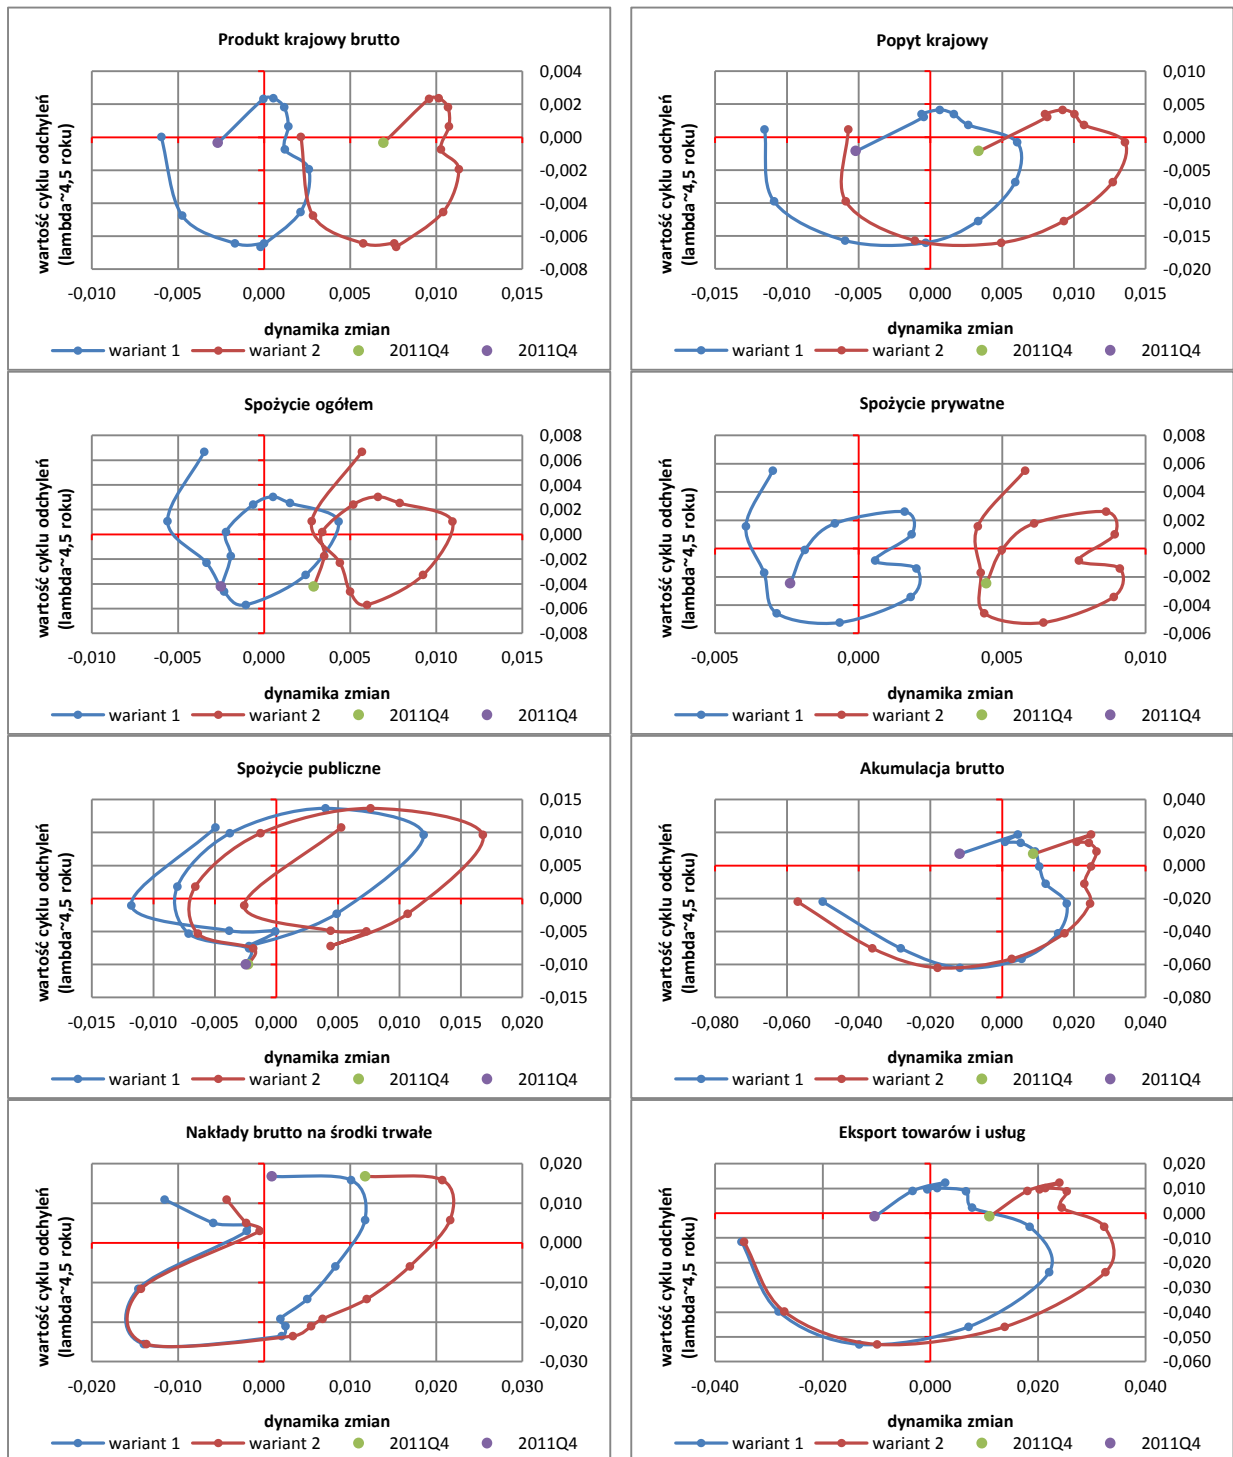 Produkt krajowy brutto
wartość cyklu odchyleń
(lambda~4,5 roku)
0,004
0,002
0,000
-0,002
-0,004
-0,006
-0,008
-0,010 -0,005 0,000 0,005 0,010 0,015
dynamika zmian
wariant 1 wariant 2 2011Q4 2011Q4
Popyt krajowy
wartość cyklu odchyleń
(lambda~4,5 roku)
0,010
0,005
0,000
-0,005
-0,010
-0,015
-0,020
-0,015 -0,010 -0,005 0,000 0,005 0,010 0,015
dynamika zmian
wariant 1 wariant 2 2011Q4 2011Q4
Spożycie ogółem
wartość cyklu odchyleń
(lambda~4,5 roku)
0,008
0,006
0,004
0,002
0,000
-0,002
-0,004
-0,006
-0,008
-0,010 -0,005 0,000 0,005 0,010 0,015
dynamika zmian
wariant 1 wariant 2 2011Q4 2011Q4
Spożycie prywatne
wartość cyklu odchyleń
(lambda~4,5 roku)
0,008
0,006
0,004
0,002
0,000
-0,002
-0,004
-0,006
-0,005 0,000 0,005 0,010
dynamika zmian
wariant 1 wariant 2 2011Q4 2011Q4
Spożycie publiczne
wartość cyklu odchyleń
(lambda~4,5 roku)
0,015
0,010
0,005
0,000
-0,005
-0,010
-0,015
-0,015 -0,010 -0,005 0,000 0,005 0,010 0,015 0,020
dynamika zmian
wariant 1 wariant 2 2011Q4 2011Q4
Akumulacja brutto
wartość cyklu odchyleń
(lambda~4,5 roku)
0,040
0,020
0,000
-0,020
-0,040
-0,060
-0,080
-0,080 -0,060 -0,040 -0,020 0,000 0,020 0,040
dynamika zmian
wariant 1 wariant 2 2011Q4 2011Q4
Nakłady brutto na środki trwałe
wartość cyklu odchyleń
(lambda~4,5 roku)
0,020
0,010
0,000
-0,010
-0,020
-0,030
-0,020 -0,010 0,000 0,010 0,020 0,030
dynamika zmian
wariant 1 wariant 2 2011Q4 2011Q4
Eksport towarów i usług
wartość cyklu odchyleń
(lambda~4,5 roku)
0,020
0,010
0,000
-0,010
-0,020
-0,030
-0,040
-0,050
-0,060
-0,040 -0,020 0,000 0,020 0,040
dynamika zmian
wariant 1 wariant 2 2011Q4 2011Q4